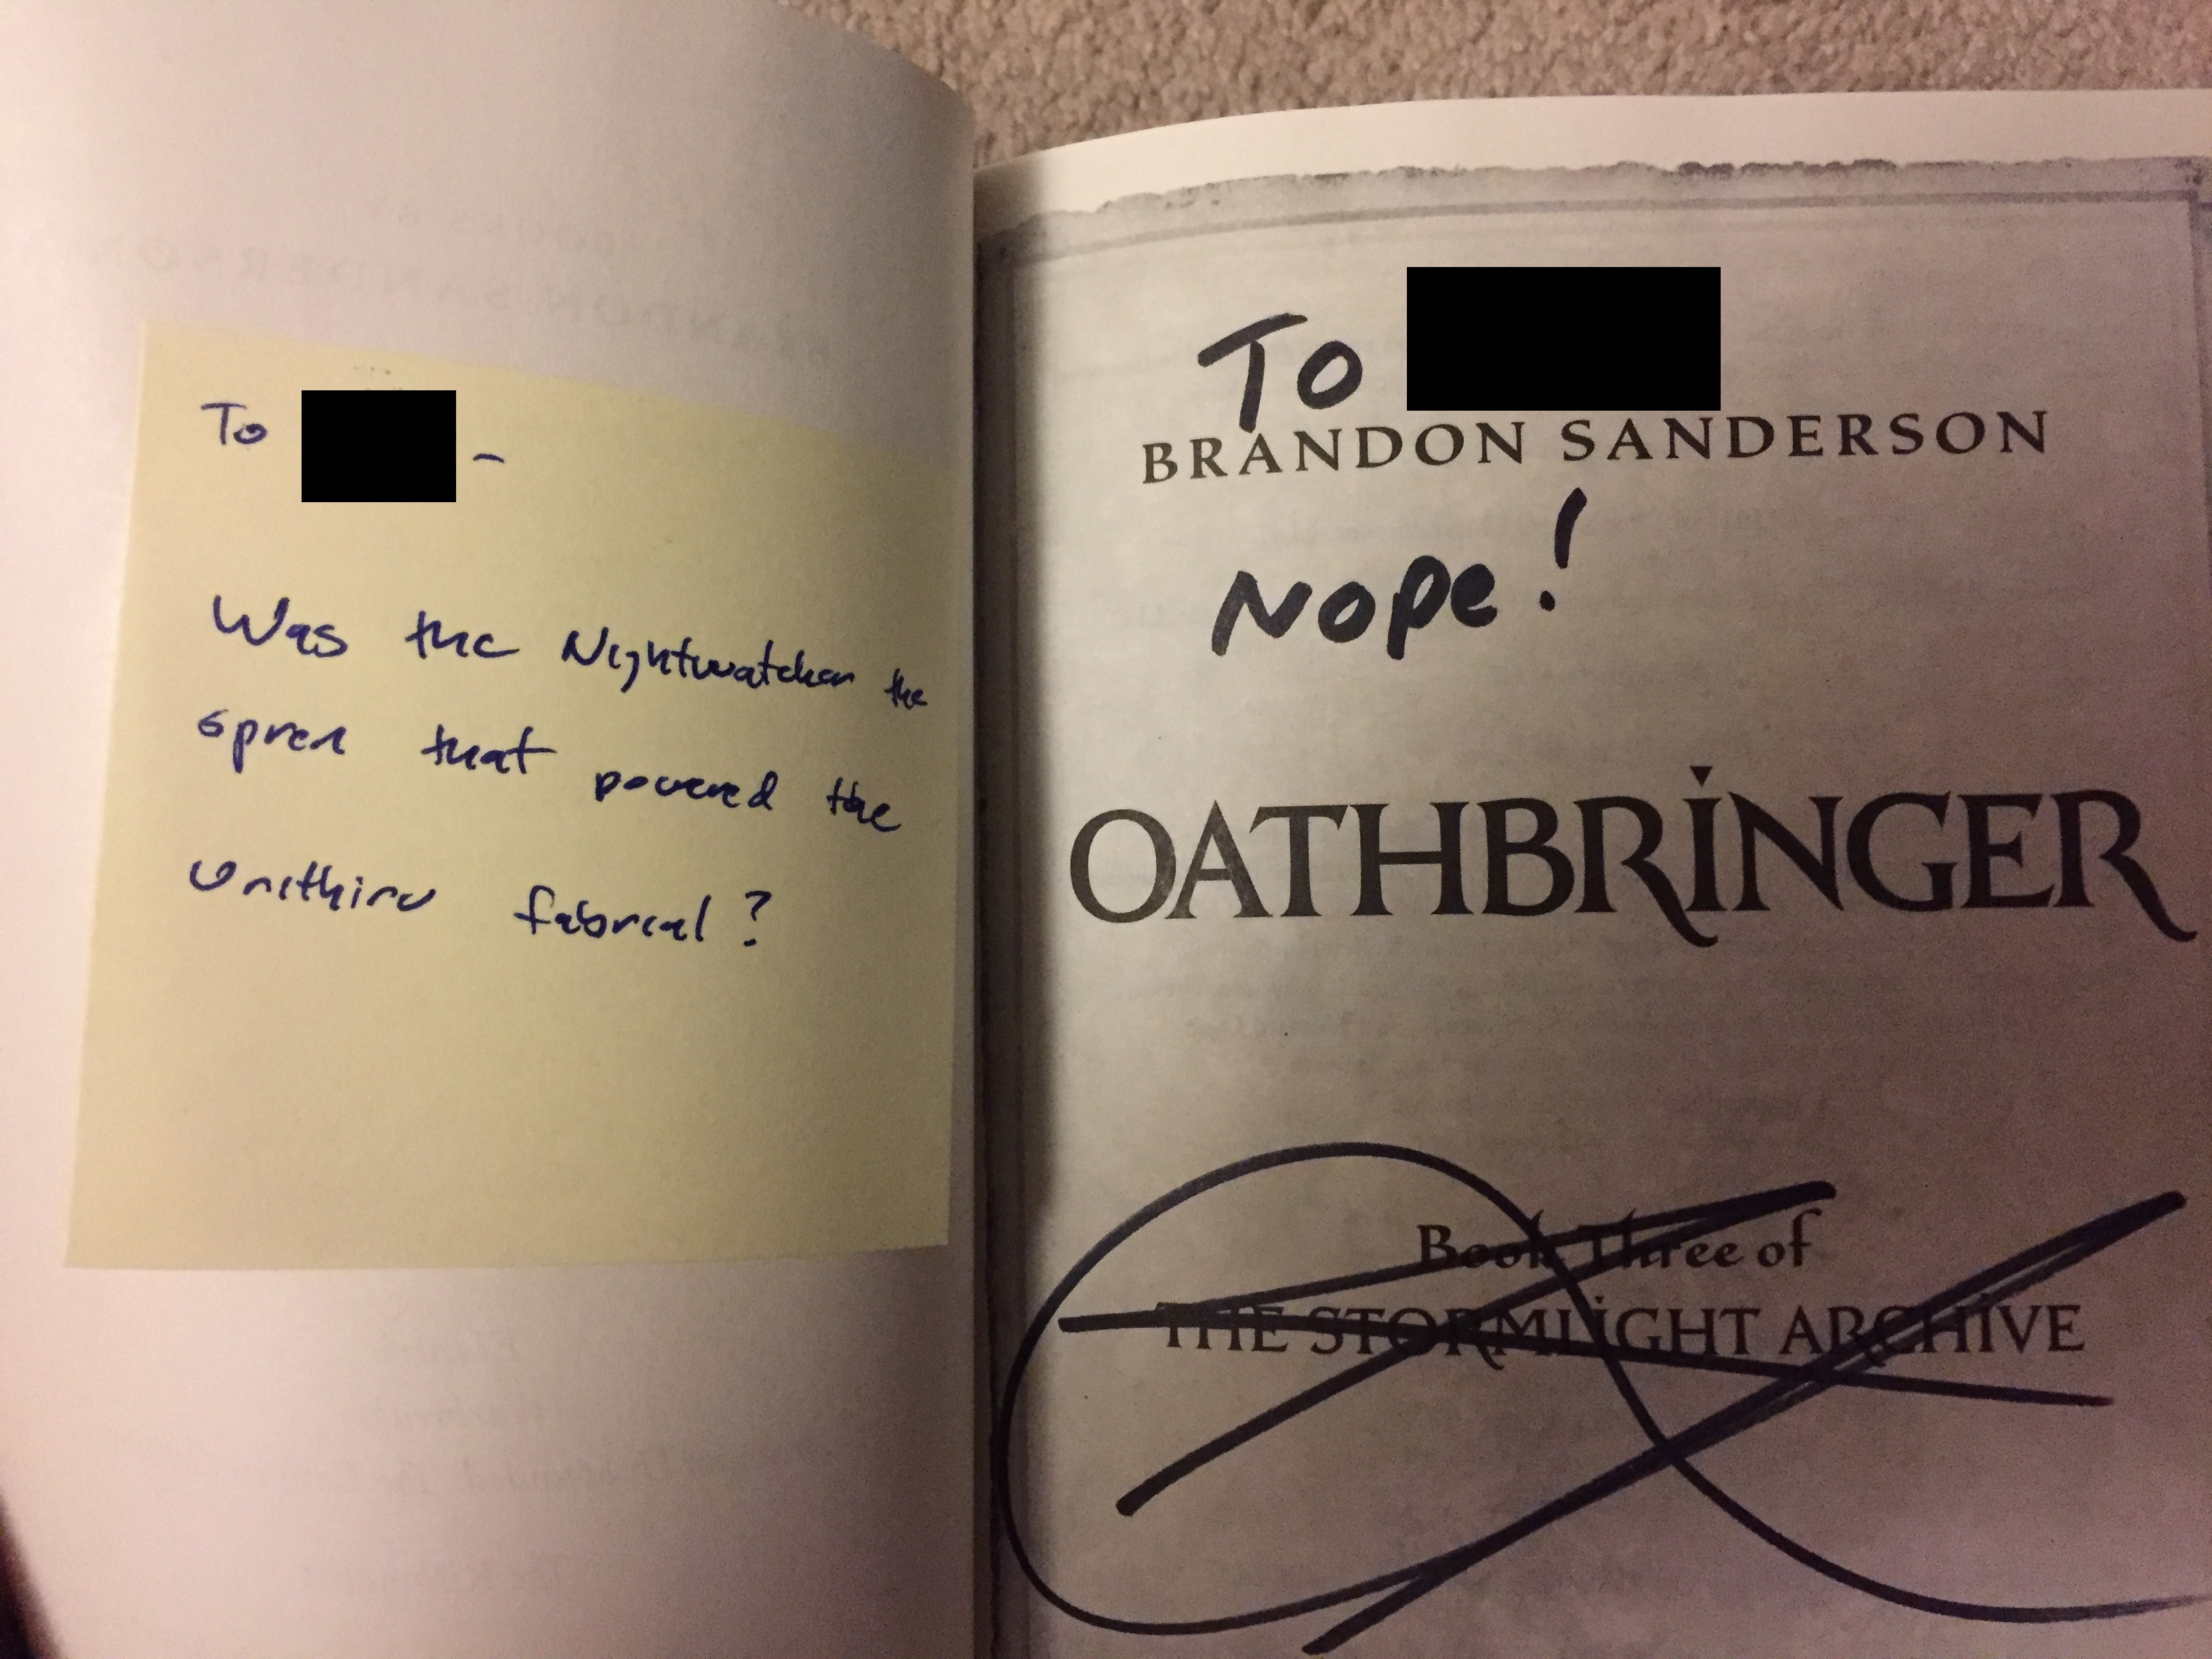 To -
Was the Nightwatcher the
spren that powered the
Urithiru fabrial?
To
BRANDON SANDERSON
Nope!
OATHBRINGER
Book Three of
THE STORMLIGHT ARCHIVE